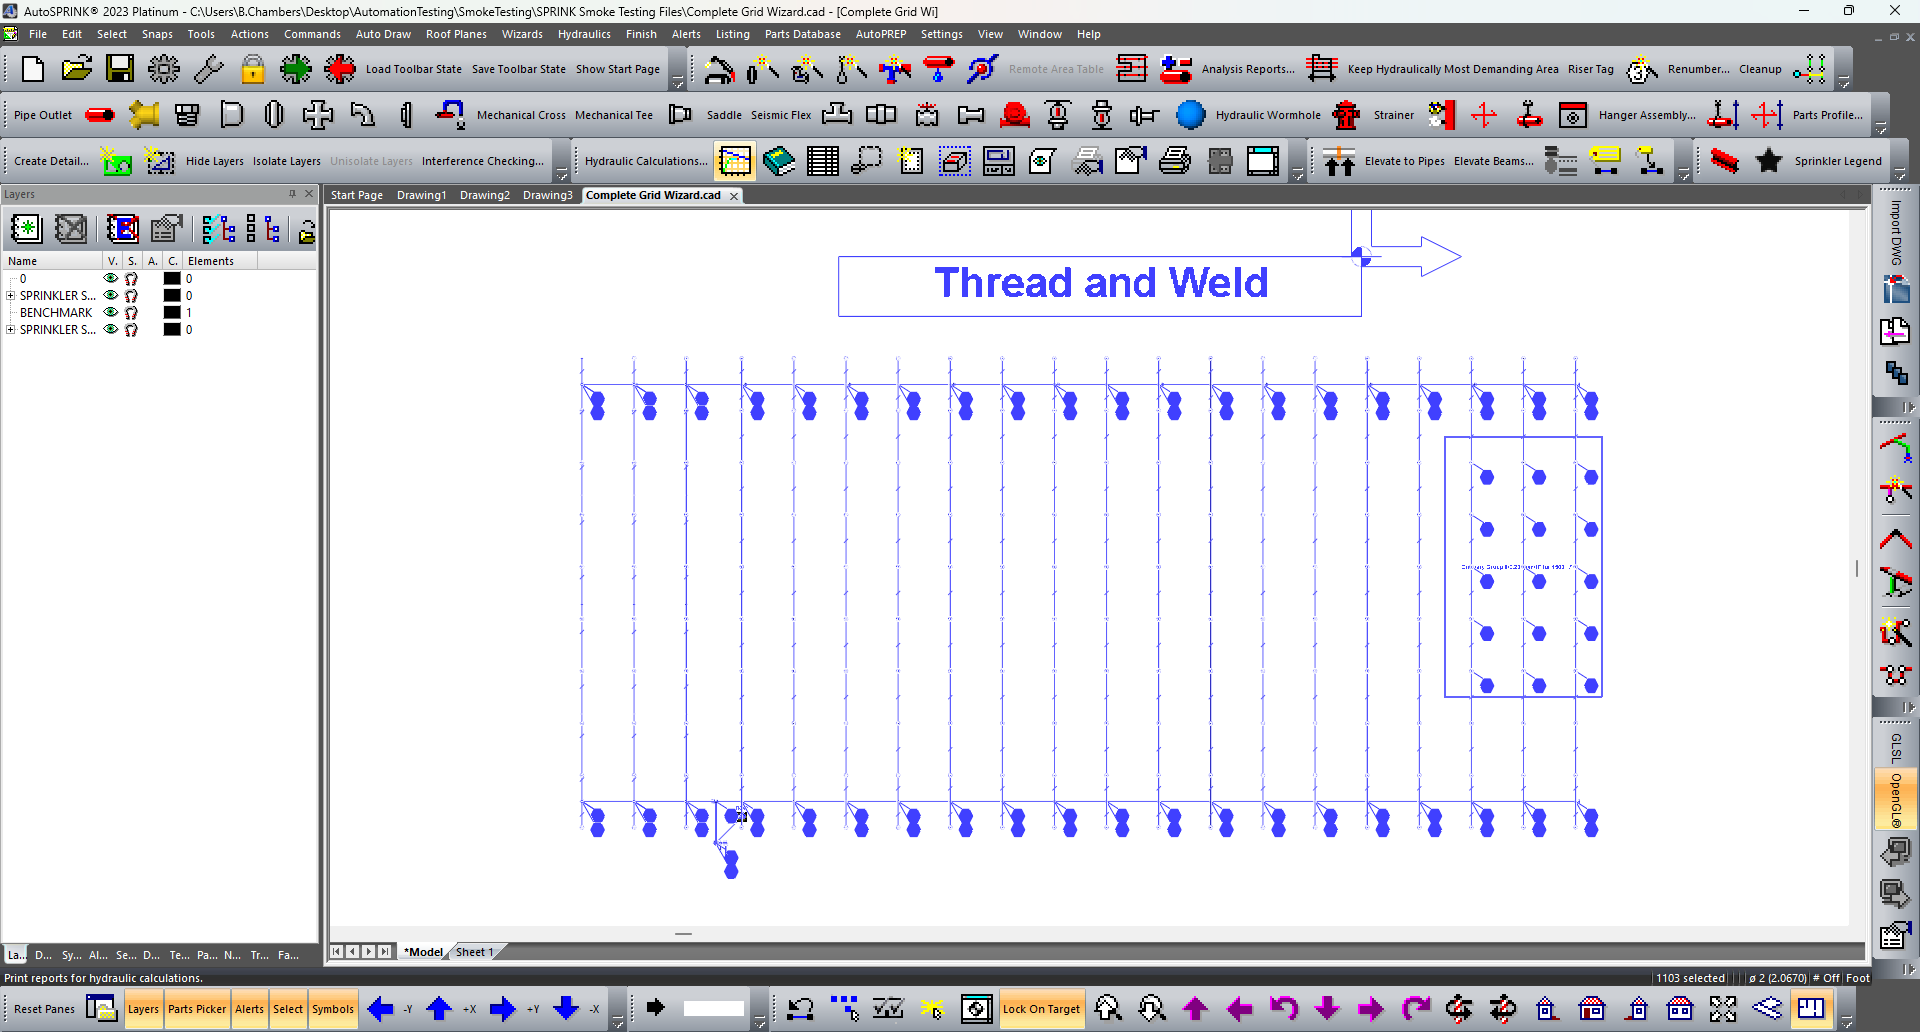 AutoSPRINK® 2023 Platinum - C:\Users\B.Chambers\Desktop\AutomationTesting\SmokeTesting\SPRINK Smoke Testing Files\Complete Grid Wizard.cad - [Complete Grid Wi]
File Edit Select Snaps Tools Actions Commands Auto Draw Roof Planes Wizards Hydraulics Finish Alerts Listing Parts Database AutoPREP Settings View Window Help
Load Toolbar State Save Toolbar State Show Start Page Remote Area Table Analysis Reports... Keep Hydraulically Most Demanding Area Riser Tag Renumber... Cleanup
Pipe Outlet Mechanical Cross Mechanical Tee Saddle Seismic Flex Hydraulic Wormhole Strainer Hanger Assembly... Parts Profile...
Create Detail... Hide Layers Isolate Layers Unisolate Layers Interference Checking... Hydraulic Calculations... Elevate to Pipes Elevate Beams... Sprinkler Legend
Layers
Start Page Drawing1 Drawing2 Drawing3 Complete Grid Wizard.cad
Name V. S. A. C. Elements
0 0
SPRINKLER S... 0
BENCHMARK 1
SPRINKLER S... 0
Thread and Weld
Import DWG
GLSL
OpenGL®
La... D... Sy... Al... Se... D... Te... Pa... N... Tr... Fa...
*Model Sheet 1
Print reports for hydraulic calculations.
1103 selected ø 2 (2.0670) # Off Foot
Reset Panes Layers Parts Picker Alerts Select Symbols -Y +X +Y -X Lock On Target